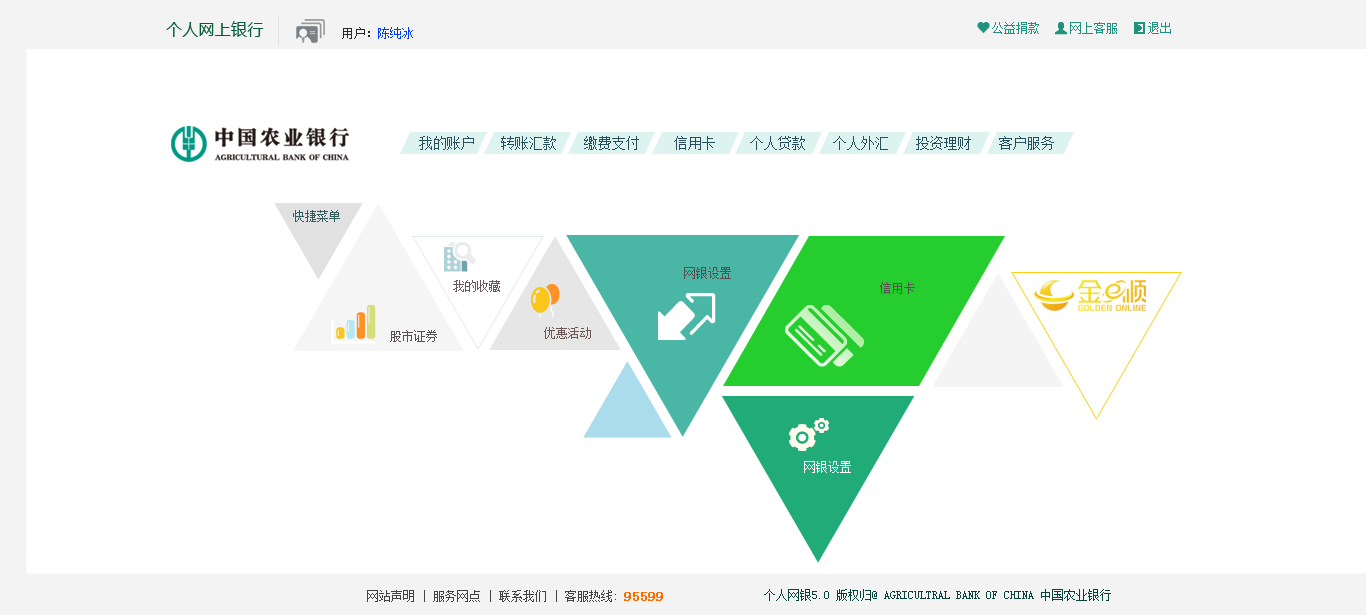 个人网上银行 用户：陈纯冰 公益捐款 网上客服 退出
中国农业银行
AGRICULTURAL BANK OF CHINA
我的账户 转账汇款 缴费支付 信用卡 个人贷款 个人外汇 投资理财 客户服务
快捷菜单
我的收藏
股市证券
优惠活动
网银设置
信用卡
金e顺
GOLDEN ONLINE
网银设置
网站声明 | 服务网点 | 联系我们 | 客服热线：95599 个人网银5.0 版权归@ AGRICULTRAL BANK OF CHINA 中国农业银行